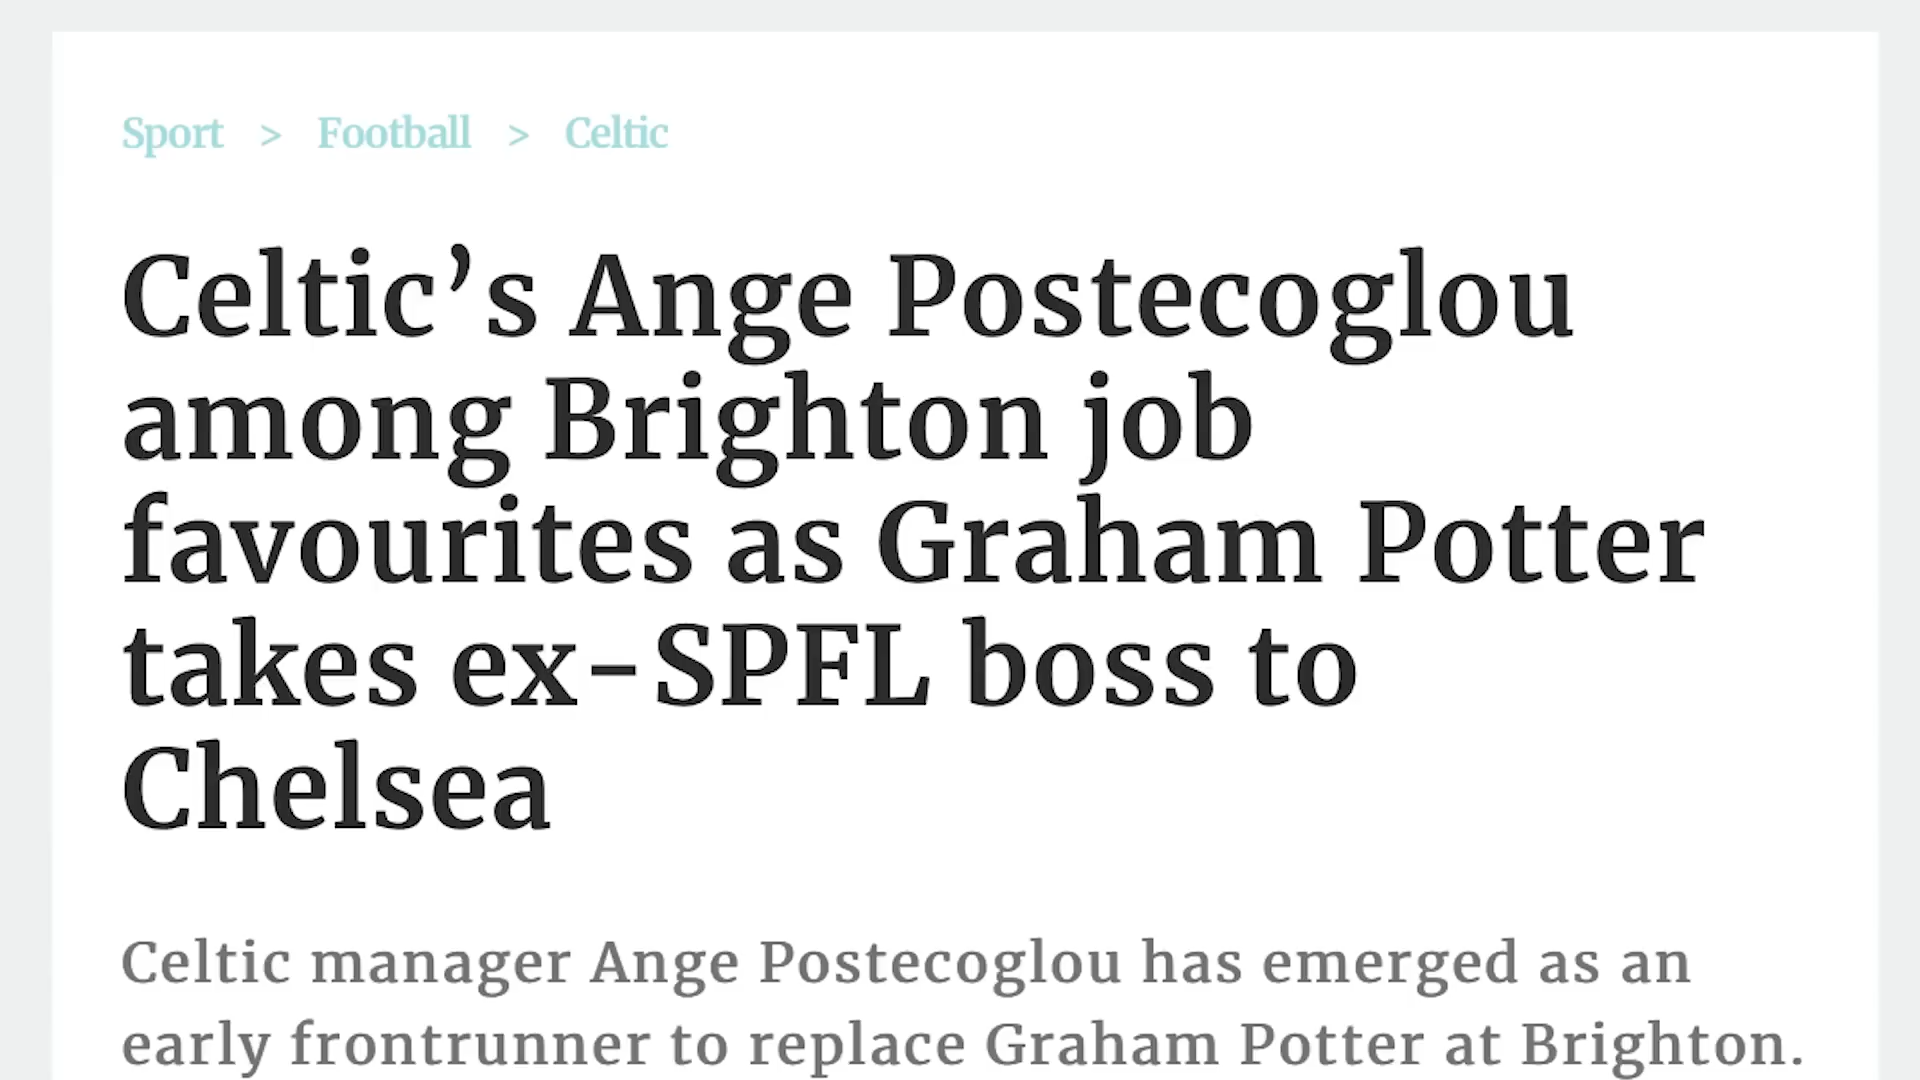 Sport > Football > Celtic
Celtic’s Ange Postecoglou
among Brighton job
favourites as Graham Potter
takes ex-SPFL boss to
Chelsea
Celtic manager Ange Postecoglou has emerged as an
early frontrunner to replace Graham Potter at Brighton.